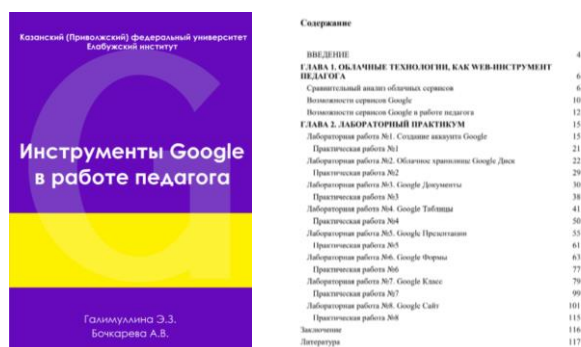 Казанский (Приволжский) федеральный университет
Елабужский институт
Инструменты Google
в работе педагога
Галимуллина Э.З.
Бочкарева А.В.
Содержание
ВВЕДЕНИЕ 4
ГЛАВА 1. ОБЛАЧНЫЕ ТЕХНОЛОГИИ, КАК WEB-ИНСТРУМЕНТ
ПЕДАГОГА 6
Сравнительный анализ облачных сервисов 6
Возможности сервисов Google 10
Возможности сервисов Google в работе педагога 12
ГЛАВА 2. ЛАБОРАТОРНЫЙ ПРАКТИКУМ 15
Лабораторная работа №1. Создание аккаунта Google 15
Практическая работа №1 21
Лабораторная работа №2. Облачное хранилище Google Диск 22
Практическая работа №2 29
Лабораторная работа №3. Google Документы 30
Практическая работа №3 38
Лабораторная работа №4. Google Таблицы 41
Практическая работа №4 50
Лабораторная работа №5. Google Презентации 55
Практическая работа №5 61
Лабораторная работа №6. Google Формы 63
Практическая работа №6 77
Лабораторная работа №7. Google Класс 79
Практическая работа №7 99
Лабораторная работа №8. Google Сайт 101
Практическая работа №8 115
Заключение 116
Литература 117